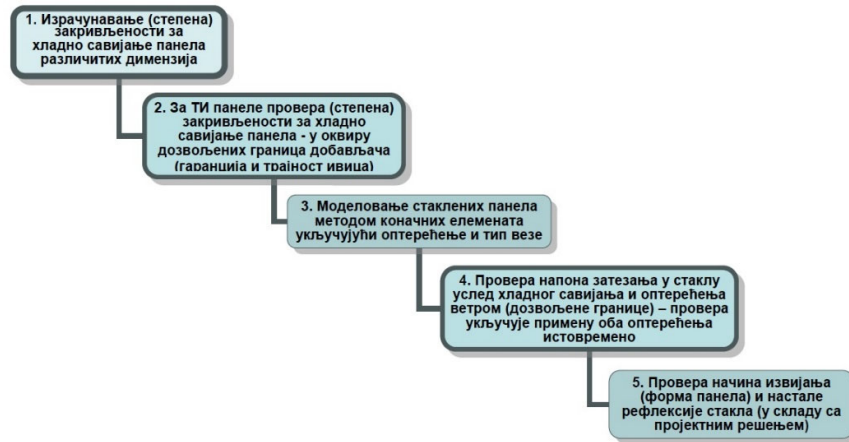 1. Израчунавање (степена)
закривљености за
хладно савијање панела
различитих димензија
2. За ТИ панеле провера (степена)
закривљености за хладно
савијање панела - у оквиру
дозвољених граница добављача
(гаранција и трајност ивица)
3. Моделовање стаклених панела
методом коначних елемената
укључујући оптерећење и тип везе
4. Провера напона затезања у стаклу
услед хладног савијања и оптерећења
ветром (дозвољене границе) – провера
укључује примену оба оптерећења
истовремено
5. Провера начина извијања
(форма панела) и настале
рефлексије стакла (у складу са
пројектним решењем)